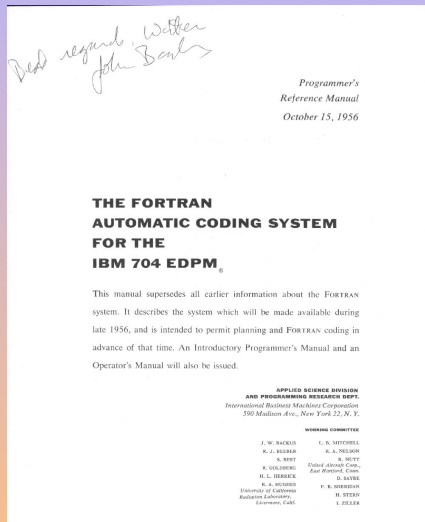 Best regards, Walter
John Backus
Programmer's
Reference Manual
October 15, 1956
THE FORTRAN
AUTOMATIC CODING SYSTEM
FOR THE
IBM 704 EDPM®
This manual supersedes all earlier information about the FORTRAN
system. It describes the system which will be made available during
late 1956, and is intended to permit planning and FORTRAN coding in
advance of that time. An Introductory Programmer's Manual and an
Operator's Manual will also be issued.
APPLIED SCIENCE DIVISION
AND PROGRAMMING RESEARCH DEPT.
International Business Machines Corporation
590 Madison Ave., New York 22, N. Y.
WORKING COMMITTEE
J. W. BACKUS
R. J. BEEBER
S. BEST
R. GOLDBERG
H. L. HERRICK
R. A. HUGHES
University of California
Radiation Laboratory,
Livermore, Calif.
L. B. MITCHELL
R. A. NELSON
R. NUTT
United Aircraft Corp.,
East Hartford, Conn.
D. SAYRE
P. B. SHERIDAN
H. STERN
I. ZILLER